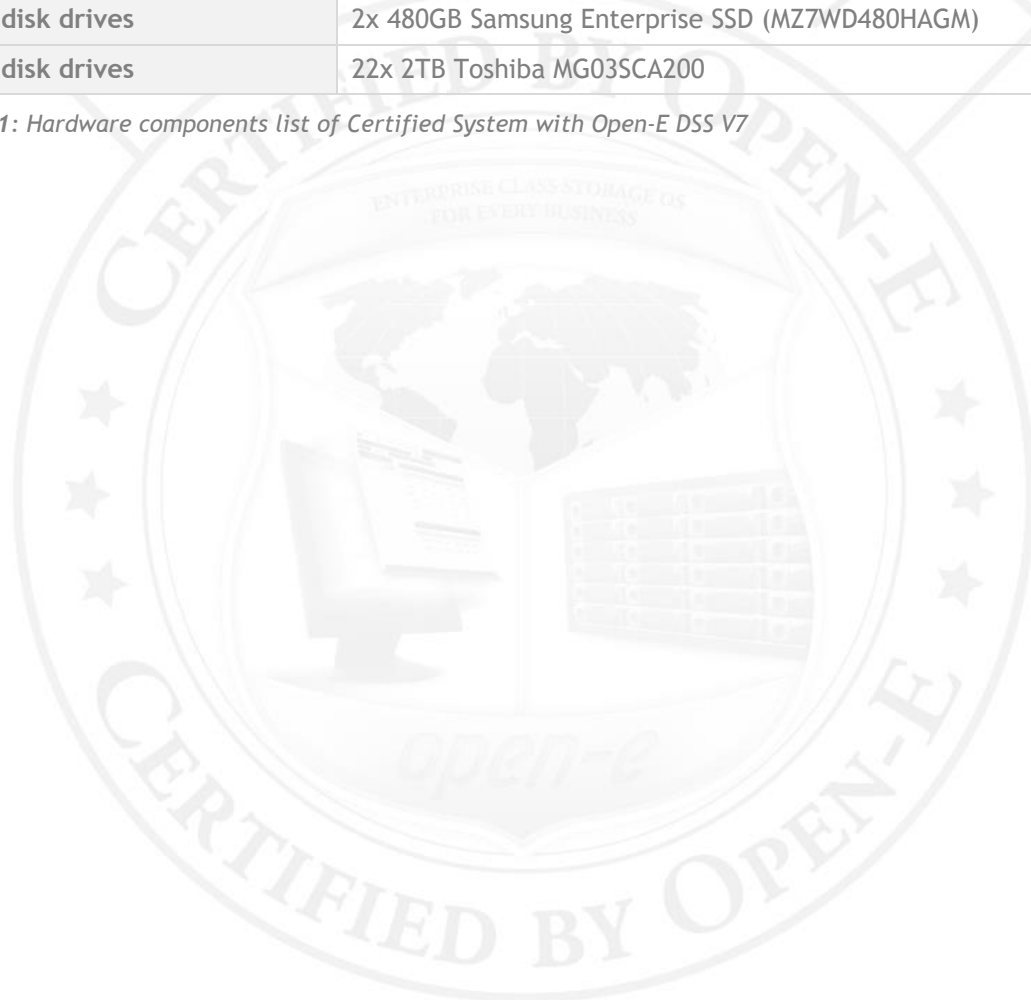 disk drives 2x 480GB Samsung Enterprise SSD (MZ7WD480HAGM)
disk drives 22x 2TB Toshiba MG03SCA200
1: Hardware components list of Certified System with Open-E DSS V7
CERTIFIED BY OPEN-E
ENTERPRISE CLASS STORAGE OS
FOR EVERY BUSINESS
open-e
CERTIFIED BY OPEN-E